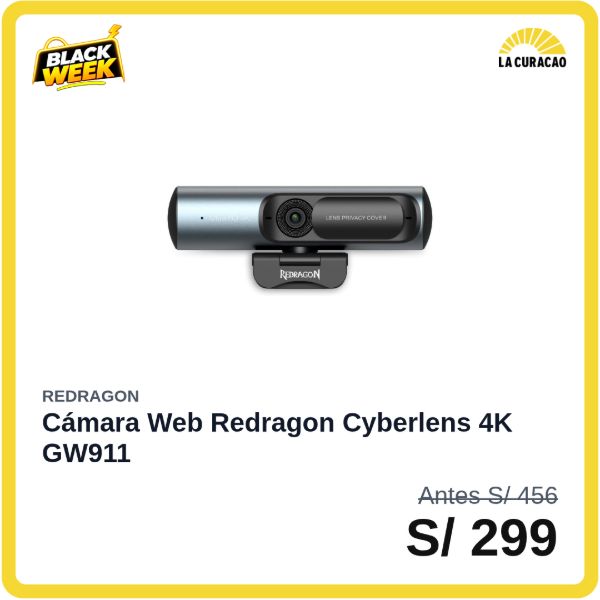 BLACK
WEEK
LA CURACAO
LENS PRIVACY COVER
REDRAGON
REDRAGON
Cámara Web Redragon Cyberlens 4K
GW911
Antes S/ 456
S/ 299